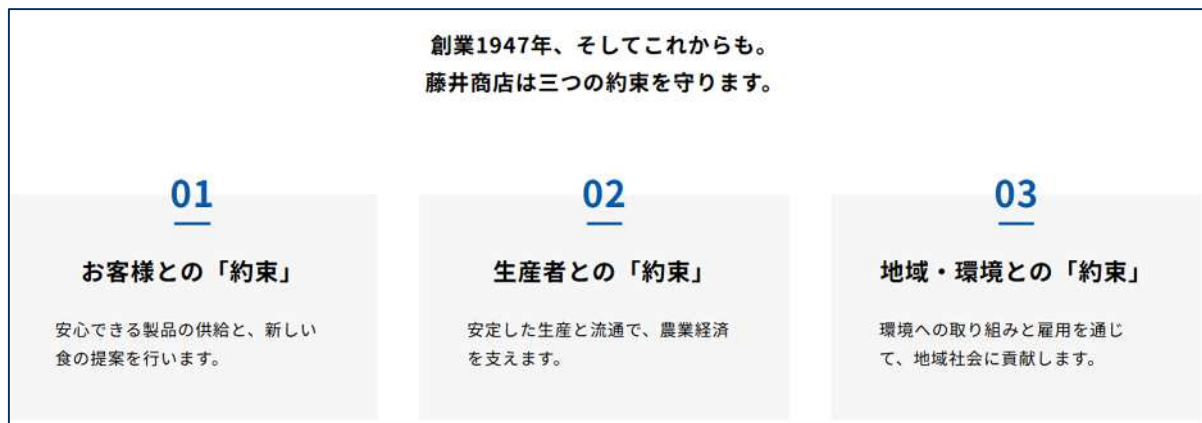 創業1947年、そしてこれからも。
藤井商店は三つの約束を守ります。
01
お客様との「約束」
安心できる製品の供給と、新しい
食の提案を行います。
02
生産者との「約束」
安定した生産と流通で、農業経済
を支えます。
03
地域・環境との「約束」
環境への取り組みと雇用を通じ
て、地域社会に貢献します。